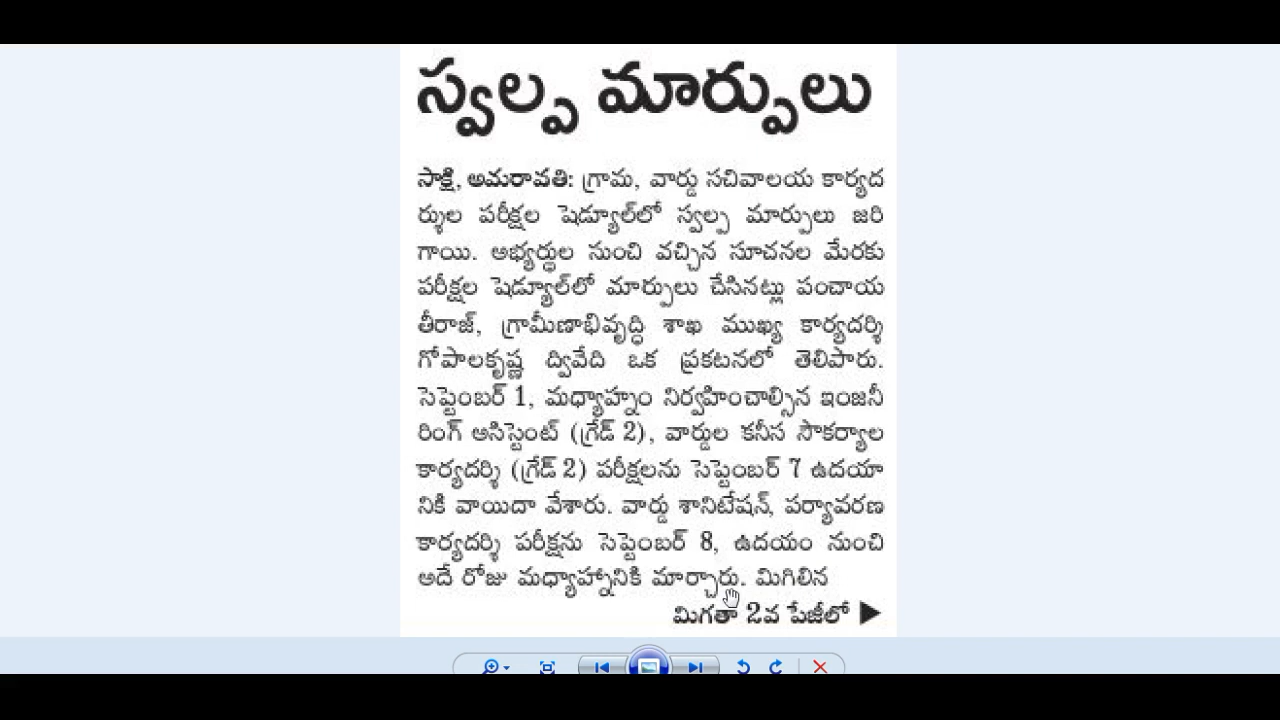 స్వల్ప మార్పులు
సాక్షి, అమరావతి: గ్రామ, వార్డు సచివాలయ కార్యద
ర్శుల పరీక్షల షెడ్యూల్‌లో స్వల్ప మార్పులు జరి
గాయి. అభ్యర్థుల నుంచి వచ్చిన సూచనల మేరకు
పరీక్షల షెడ్యూల్‌లో మార్పులు చేసినట్లు పంచాయ
తీరాజ్, గ్రామీణాభివృద్ధి శాఖ ముఖ్య కార్యదర్శి
గోపాలకృష్ణ ద్వివేది ఒక ప్రకటనలో తెలిపారు.
సెప్టెంబర్ 1, మధ్యాహ్నం నిర్వహించాల్సిన ఇంజనీ
రింగ్ అసిస్టెంట్ (గ్రేడ్ 2), వార్డుల కనీస సౌకర్యాల
కార్యదర్శి (గ్రేడ్ 2) పరీక్షలను సెప్టెంబర్ 7 ఉదయా
నికి వాయిదా వేశారు. వార్డు శానిటేషన్, పర్యావరణ
కార్యదర్శి పరీక్షను సెప్టెంబర్ 8, ఉదయం నుంచి
అదే రోజు మధ్యాహ్నానికి మార్చారు. మిగిలిన
మిగతా 2వ పేజీలో ▶